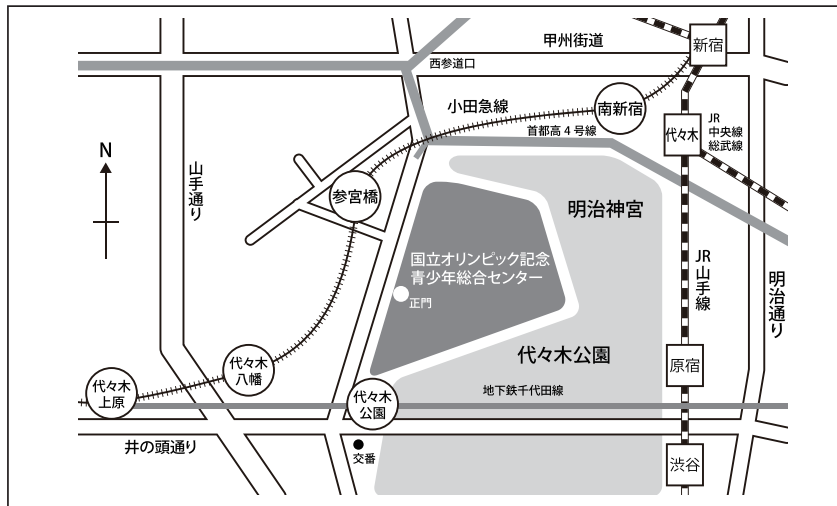 甲州街道
新宿
西参道口
小田急線
南新宿
首都高4号線
代々木
JR
中央線
総武線
N
山手通り
参宮橋
明治神宮
国立オリンピック記念
青少年総合センター
正門
JR山手線
明治通り
代々木公園
原宿
代々木
八幡
代々木
上原
代々木
公園
地下鉄千代田線
井の頭通り
交番
渋谷